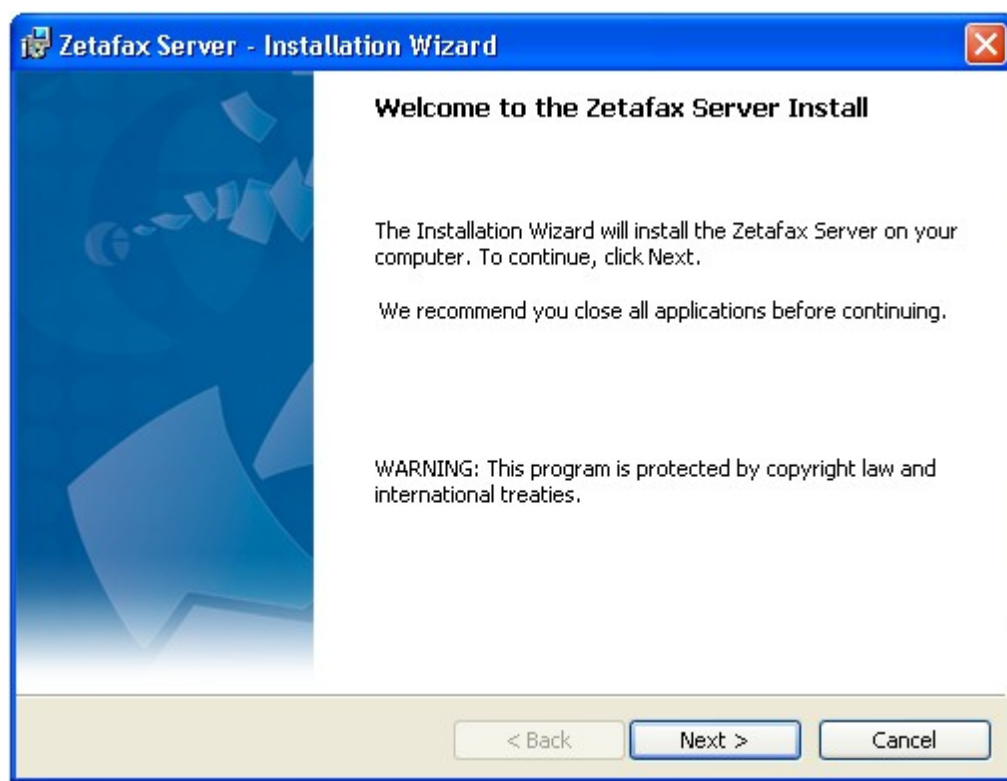 Zetafax Server - Installation Wizard
Welcome to the Zetafax Server Install
The Installation Wizard will install the Zetafax Server on your
computer. To continue, click Next.
We recommend you close all applications before continuing.
WARNING: This program is protected by copyright law and
international treaties.
< Back Next > Cancel